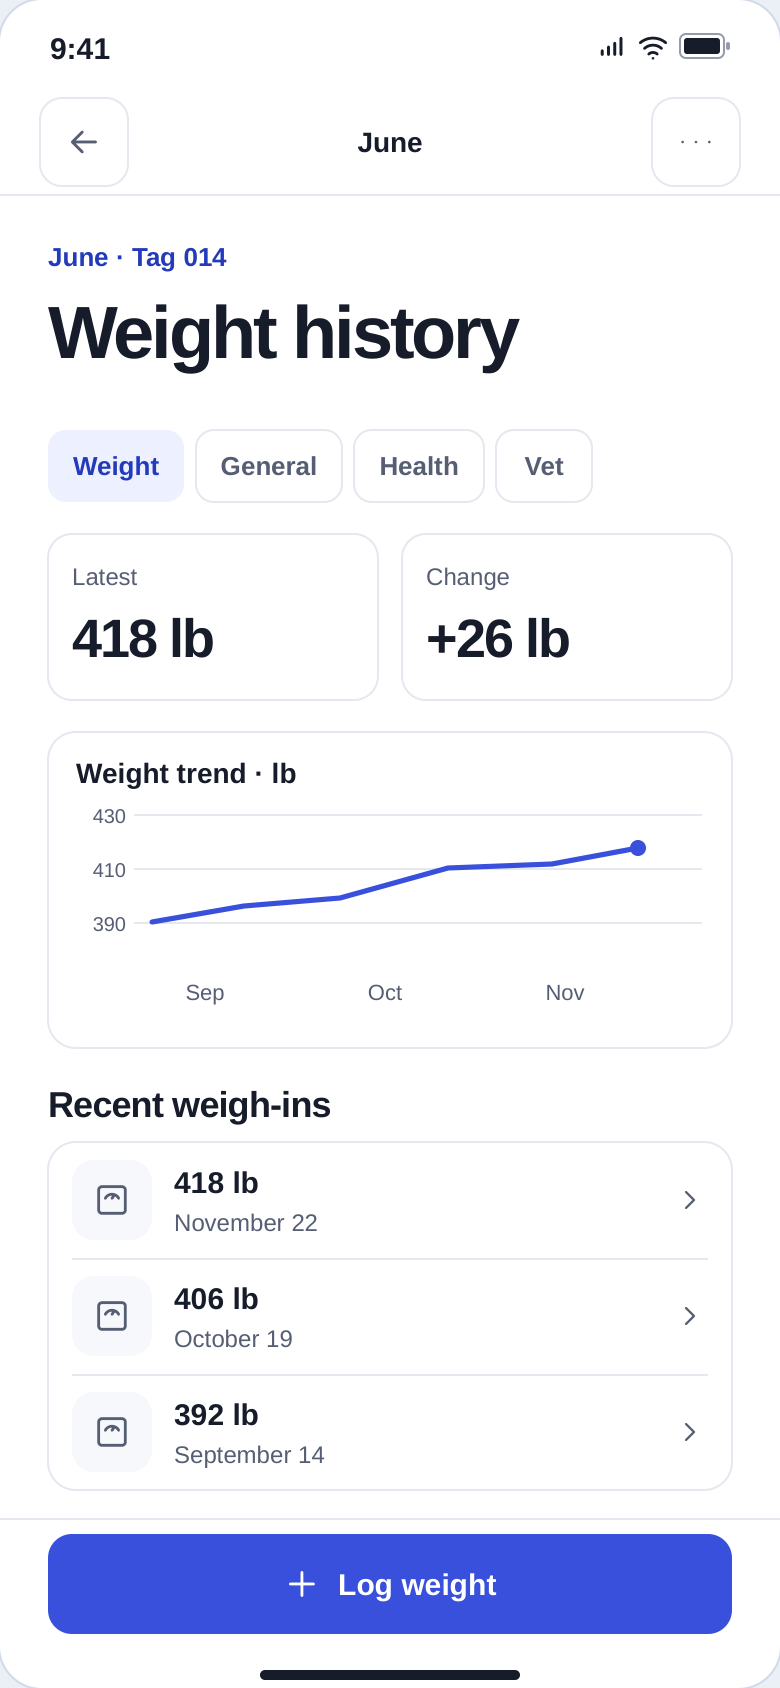 9:41
June
June · Tag 014
Weight history
Weight General Health Vet
Latest Change
418 lb +26 lb
Weight trend · lb
430
410
390
Sep Oct Nov
Recent weigh-ins
418 lb
November 22
406 lb
October 19
392 lb
September 14
Log weight